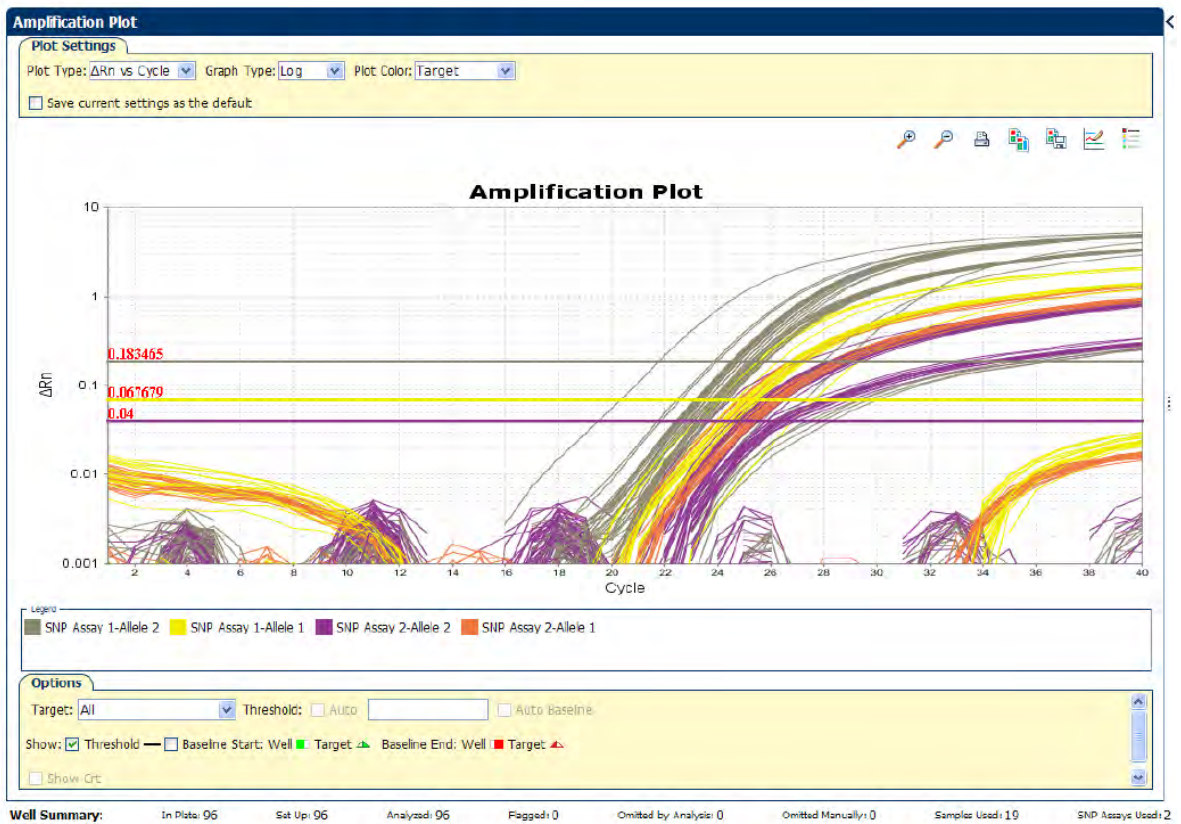 Amplification Plot
Plot Settings
Plot Type: ΔRn vs Cycle Graph Type: Log Plot Color: Target
Save current settings as the default
Amplification Plot
10
1
0.183465
0.1
0.067679
0.04
0.01
0.001
ΔRn
2 4 6 8 10 12 14 16 18 20 22 24 26 28 30 32 34 36 38 40
Cycle
Legend
SNP Assay 1-Allele 2 SNP Assay 1-Allele 1 SNP Assay 2-Allele 2 SNP Assay 2-Allele 1
Options
Target: All Threshold: Auto Auto Baseline
Show: Threshold Baseline Start: Well Target Baseline End: Well Target
Show Crt
Well Summary: In Plate: 96 Set Up: 96 Analyzed: 96 Flagged: 0 Omitted by Analysis: 0 Omitted Manually: 0 Samples Used: 19 SNP Assays Used: 2